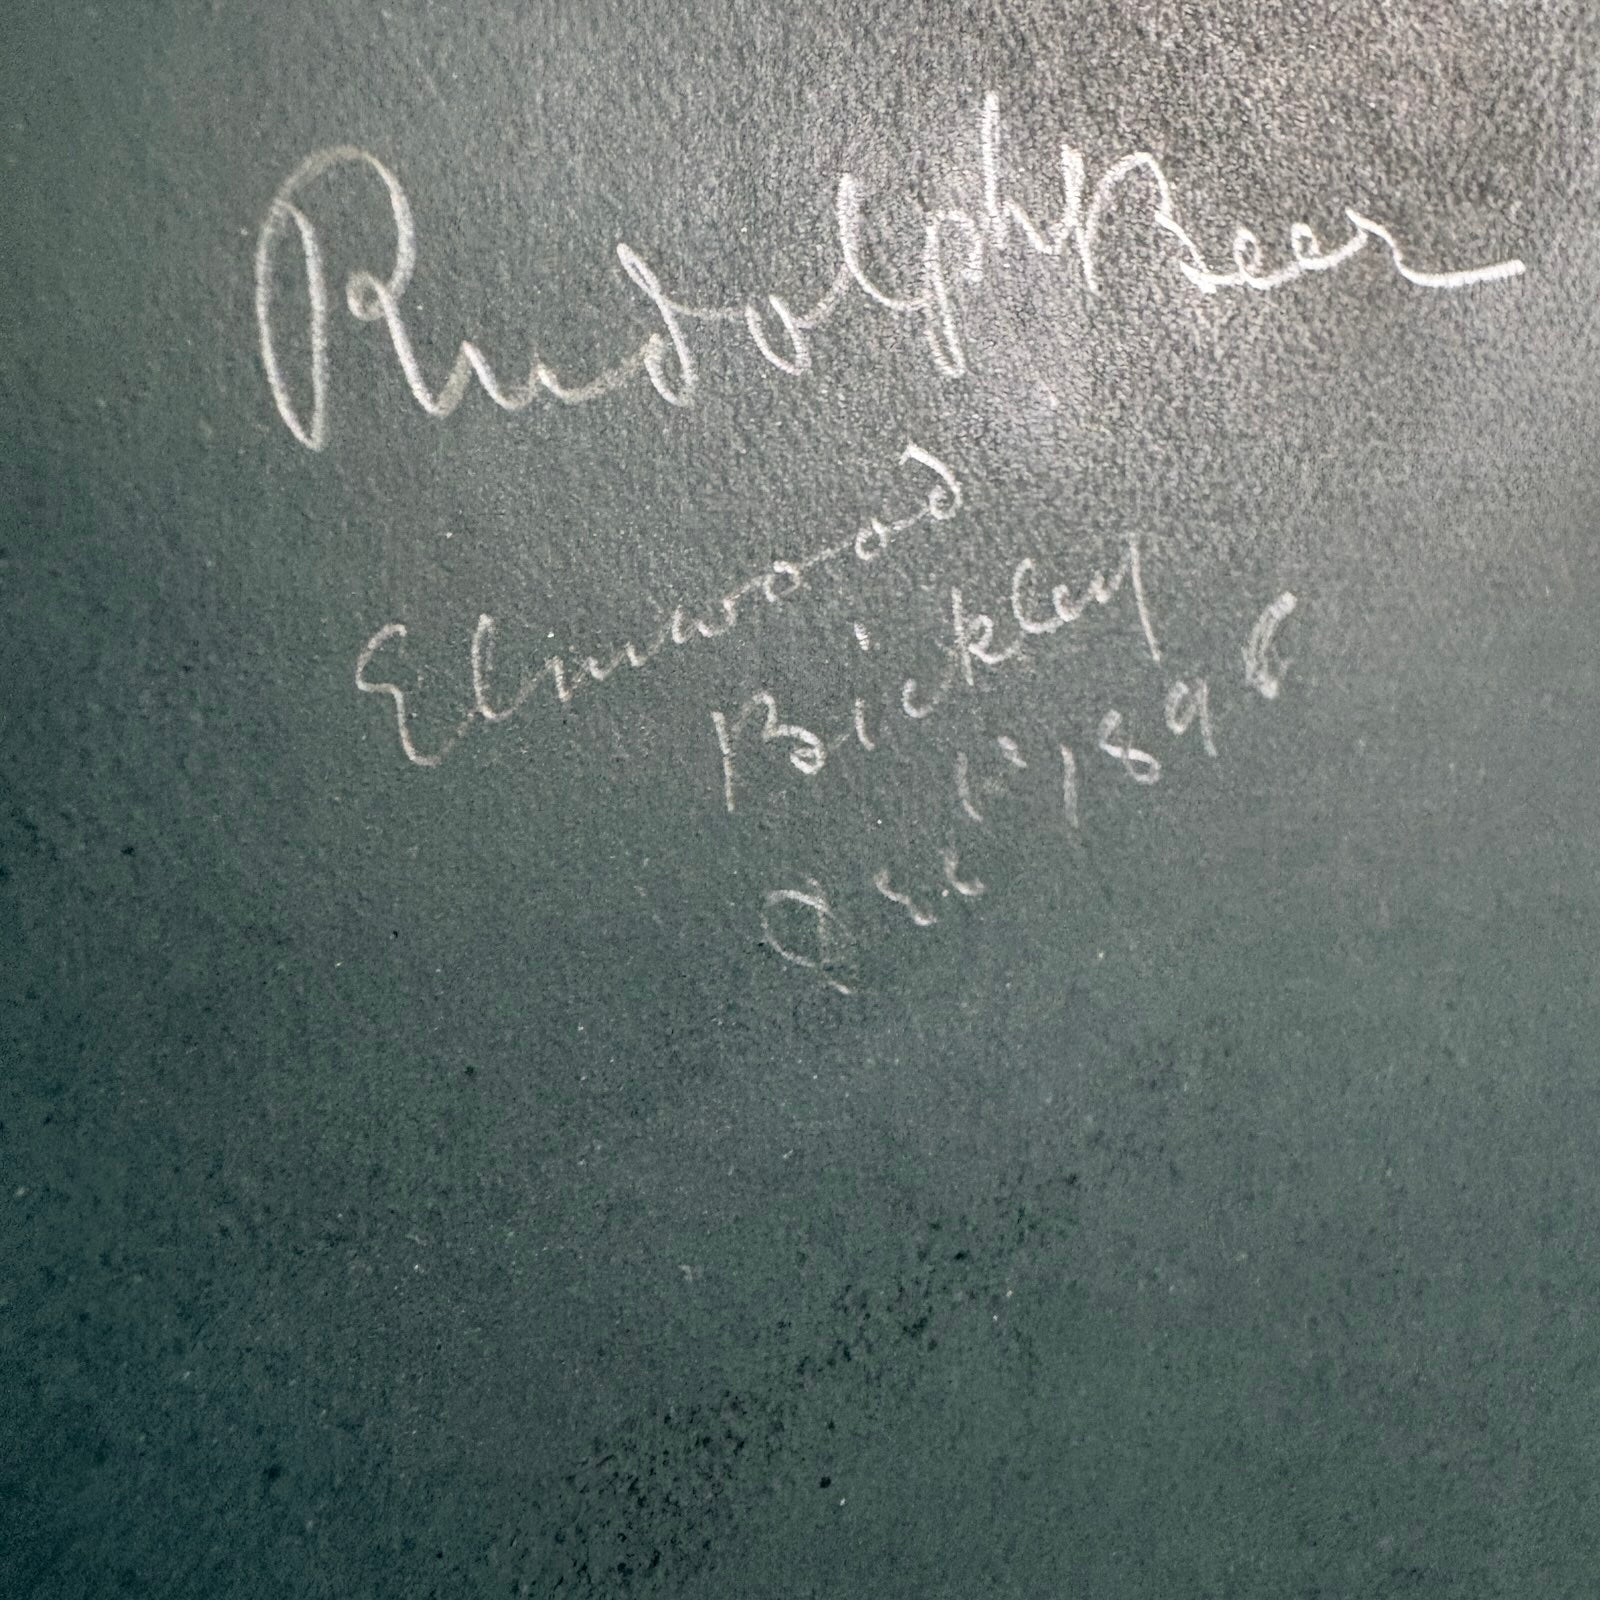 Rudolph Beer
Elmwood
Bickley
Dec 1: 1898